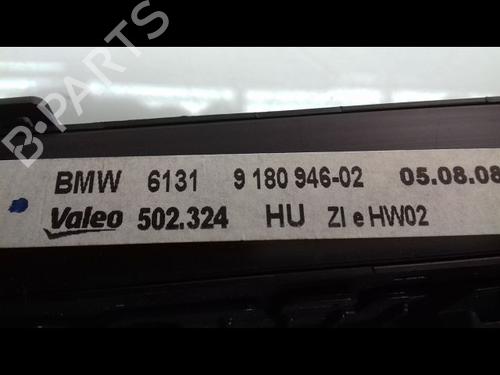 B-PARTS
BMW 6131 9 180 946-02 05.08.08
Valeo 502.324 HU ZI e HW02